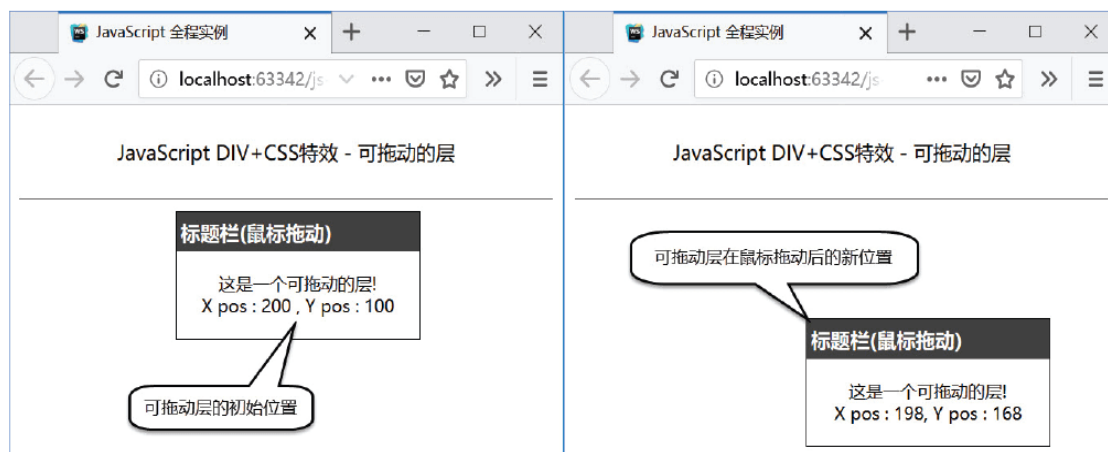 JavaScript 全程实例
localhost:63342/js
JavaScript DIV+CSS特效 - 可拖动的层
标题栏(鼠标拖动)
这是一个可拖动的层!
X pos : 200 , Y pos : 100
可拖动层的初始位置
JavaScript 全程实例
localhost:63342/js
JavaScript DIV+CSS特效 - 可拖动的层
可拖动层在鼠标拖动后的新位置
标题栏(鼠标拖动)
这是一个可拖动的层!
X pos : 198, Y pos : 168